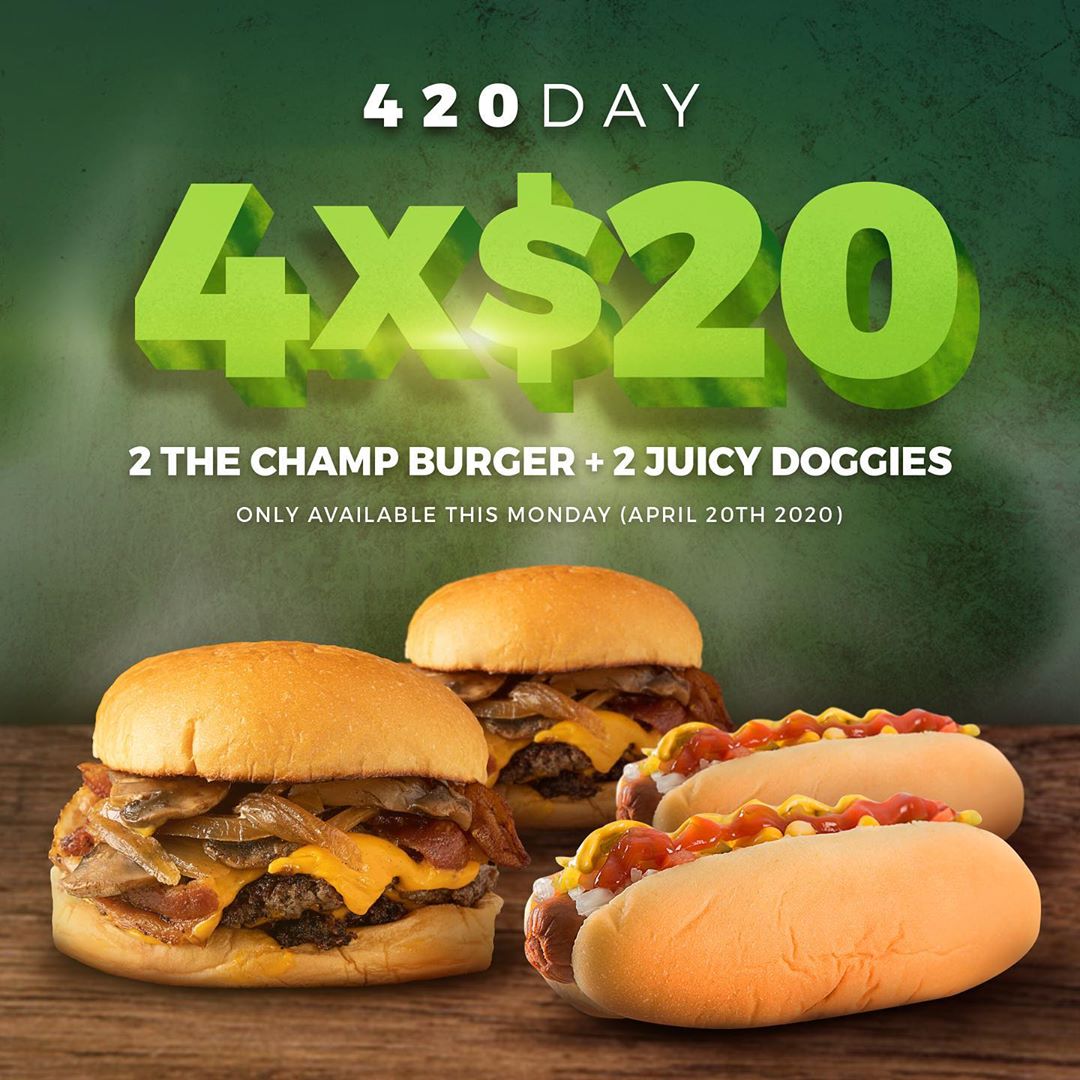 420DAY
4X$20
2 THE CHAMP BURGER + 2 JUICY DOGGIES
ONLY AVAILABLE THIS MONDAY (APRIL 20TH 2020)